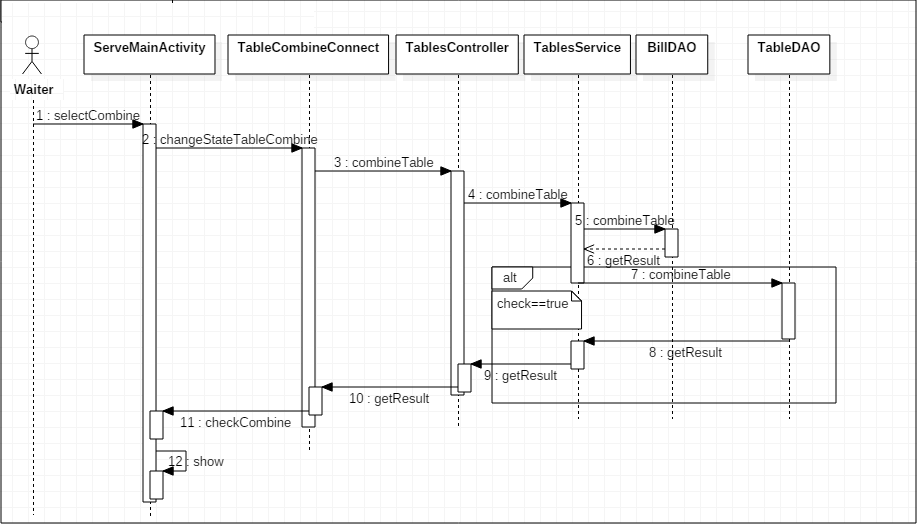 ServeMainActivity
TableCombineConnect
TablesController
TablesService
BillDAO
TableDAO
Waiter
1 : selectCombine
2 : changeStateTableCombine
3 : combineTable
4 : combineTable
5 : combineTable
6 : getResult
alt
7 : combineTable
check==true
8 : getResult
9 : getResult
10 : getResult
11 : checkCombine
12 : show